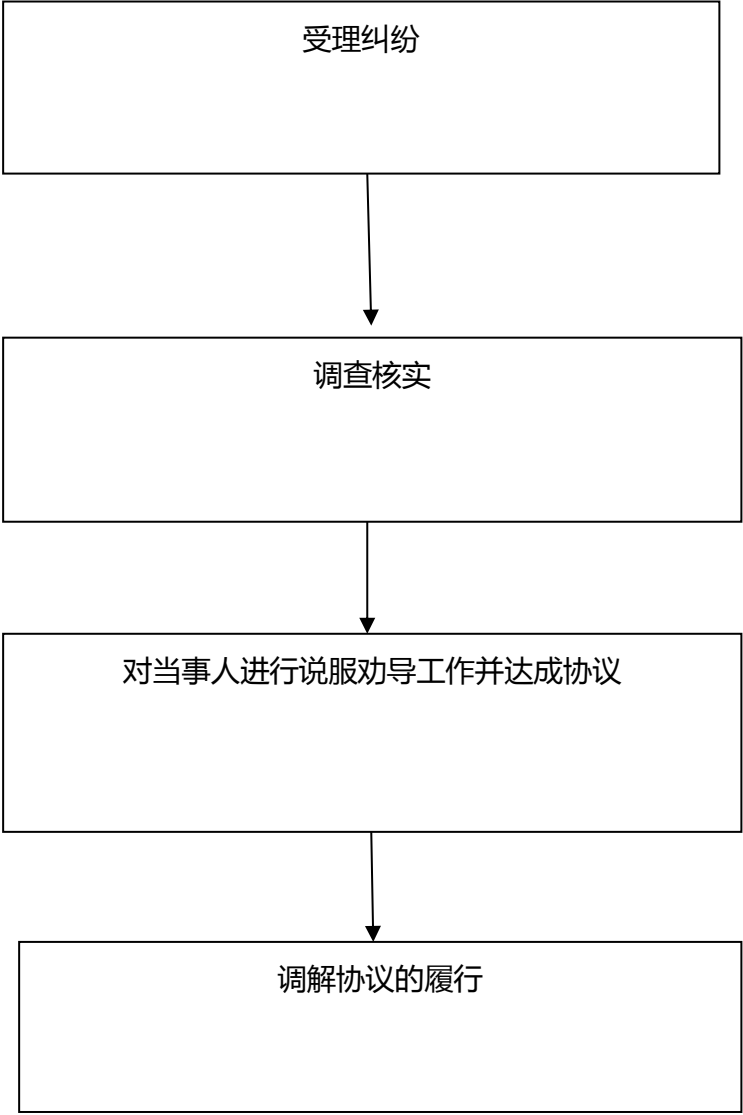 受理纠纷
调查核实
对当事人进行说服劝导工作并达成协议
调解协议的履行